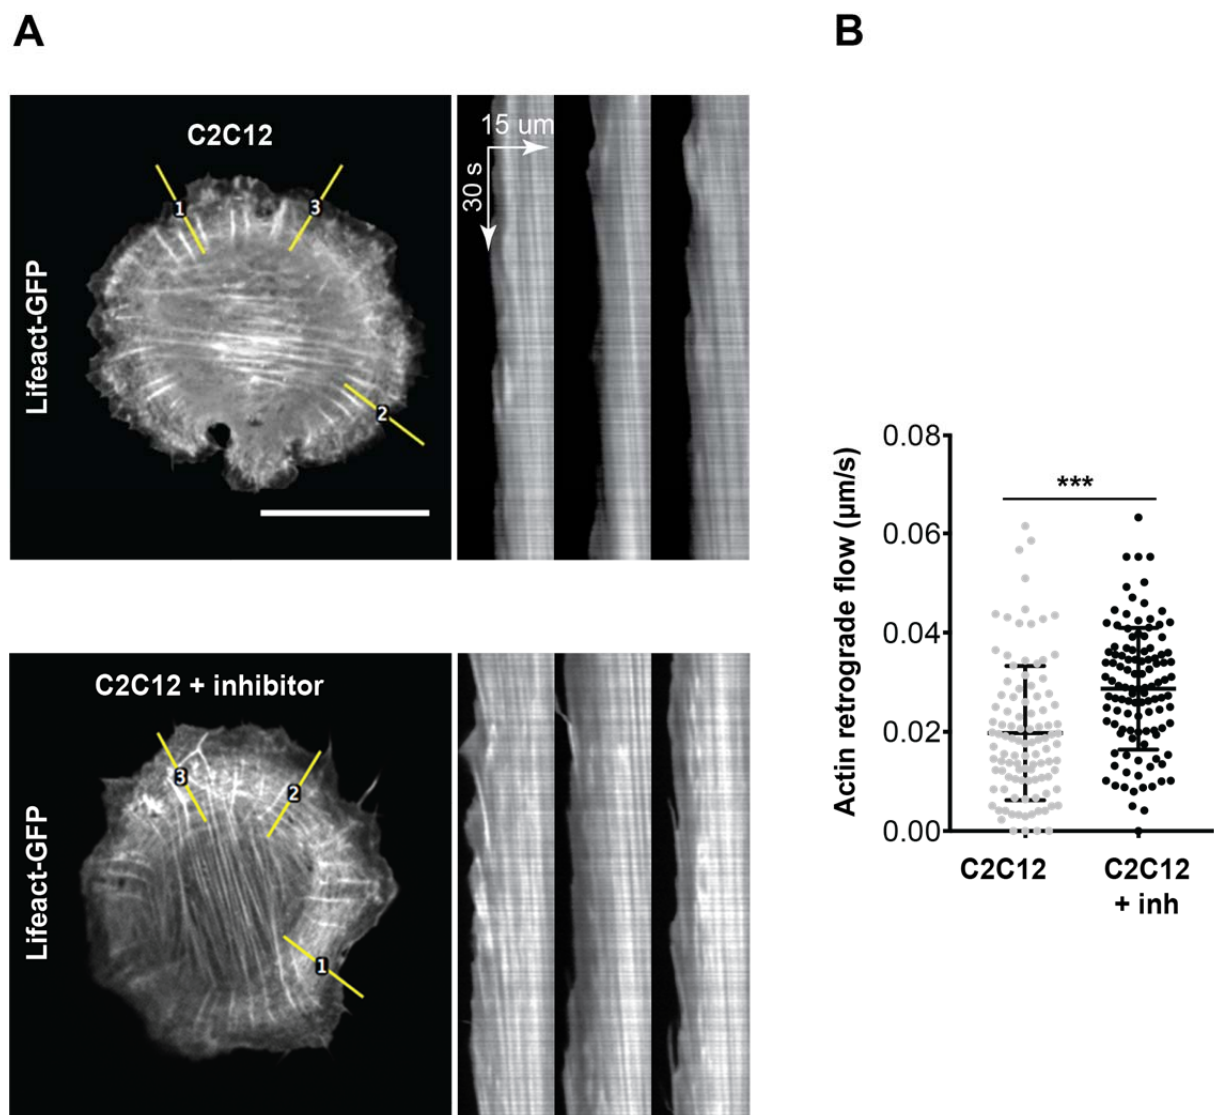 A
B
C2C12
Lifeact-GFP
1
3
2
15 um
30 s
C2C12 + inhibitor
Lifeact-GFP
3
2
1
Actin retrograde flow (μm/s)
0.08
0.06
0.04
0.02
0.00
***
C2C12
C2C12
+ inh